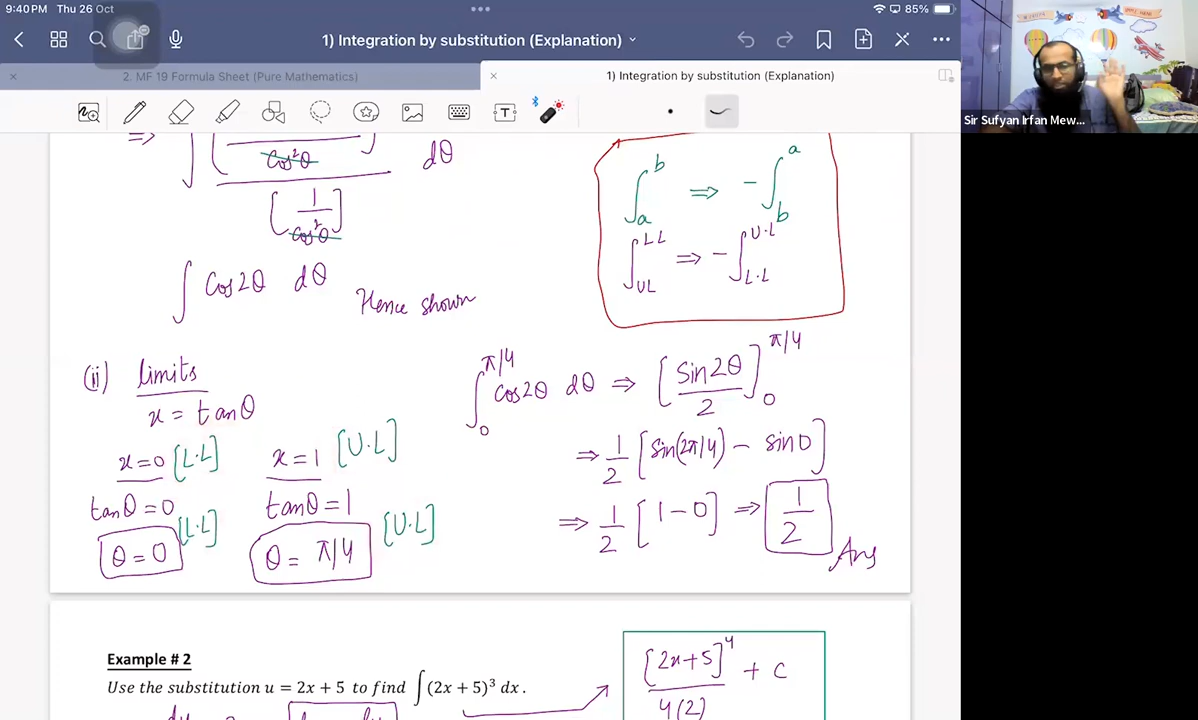 9:40PM Thu 26 Oct
85%
1) Integration by substitution (Explanation)
2. MF 19 Formula Sheet (Pure Mathematics)
1) Integration by substitution (Explanation)
Sir Sufyan Irfan Mew...
⇒ ∫ cos²θ dθ
[1/cos²θ]
∫ cos2θ dθ Hence shown
∫_a^b ⇒ -∫_b^a
∫_UL^LL ⇒ -∫_L.L^U.L
(ii) limits
x = tanθ
x=0 [L.L] x=1 [U.L]
tanθ=0 tanθ=1
θ=0 [L.L] θ= π/4 [U.L]
∫_0^π/4 cos2θ dθ ⇒ [sin2θ/2]_0^π/4
⇒ 1/2 [sin(2π/4) - sin0]
⇒ 1/2 [1-0] ⇒ 1/2 Ans
Example # 2
Use the substitution u = 2x + 5 to find ∫(2x + 5)³ dx.
[2x+5]⁴/4(2) + c